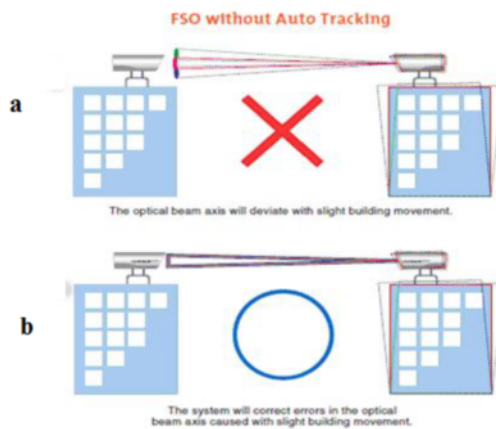 FSO without Auto Tracking
a
The optical beam axis will deviate with slight building movement.
b
The system will correct errors in the optical
beam axis caused with slight building movement.